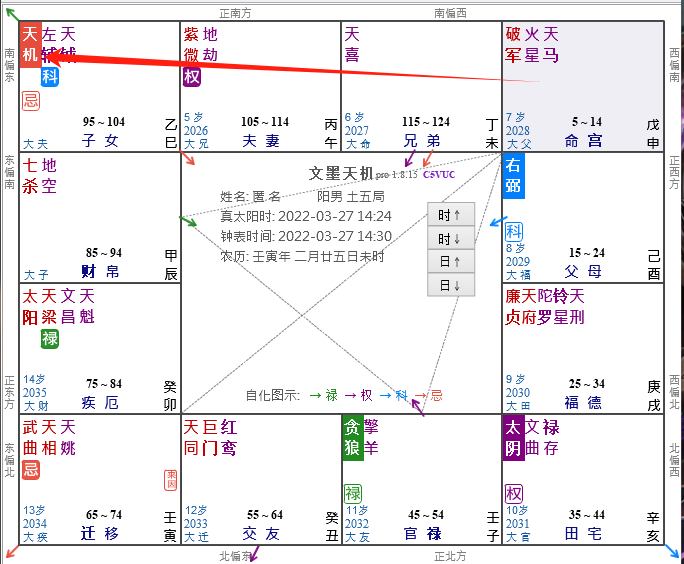 正南方
南偏西
南偏东
天机
左辅
天钺
科
忌
95～104
大夫
子女
乙巳
紫微
地劫
权
5岁
2026
大兄
105～114
夫妻
丙午
天喜
6岁
2027
大命
115～124
兄弟
丁未
破军
火星
天马
7岁
2028
大父
5～14
命宫
戊申
西偏南
东偏南
七杀
地空
大子
85～94
财帛
甲辰
文墨天机 pro 1.8.15 C5VUC
姓名: 匿名 阳男 土五局
真太阳时: 2022-03-27 14:24
钟表时间: 2022-03-27 14:30
农历: 壬寅年 二月廿五日未时
时↑
时↓
日↑
日↓
自化图示: →禄 →权 →科 →忌
右弼
科
8岁
2029
大福
15～24
父母
己酉
正西方
正东方
太阳
天梁
文昌
天魁
禄
14岁
2035
大财
75～84
疾厄
癸卯
廉贞
天府
陀罗
铃星
天刑
9岁
2030
大田
25～34
福德
庚戌
西偏北
东偏北
武曲
天相
天姚
忌
来因
13岁
2034
大疾
65～74
迁移
壬寅
天同
巨门
红鸾
12岁
2033
大迁
55～64
交友
癸丑
贪狼
擎羊
禄
11岁
2032
大友
45～54
官禄
壬子
太阴
文曲
禄存
权
10岁
2031
大官
35～44
田宅
辛亥
北偏西
北偏东
正北方